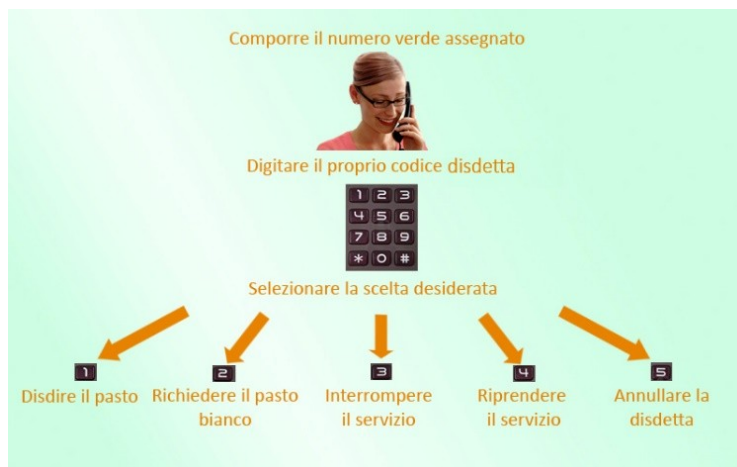 Comporre il numero verde assegnato
Digitare il proprio codice disdetta
1 2 3
4 5 6
7 8 9
* 0 #
Selezionare la scelta desiderata
1 2 3 4 5
Disdire il pasto Richiedere il pasto Interrompere Riprendere Annullare la
bianco il servizio il servizio disdetta